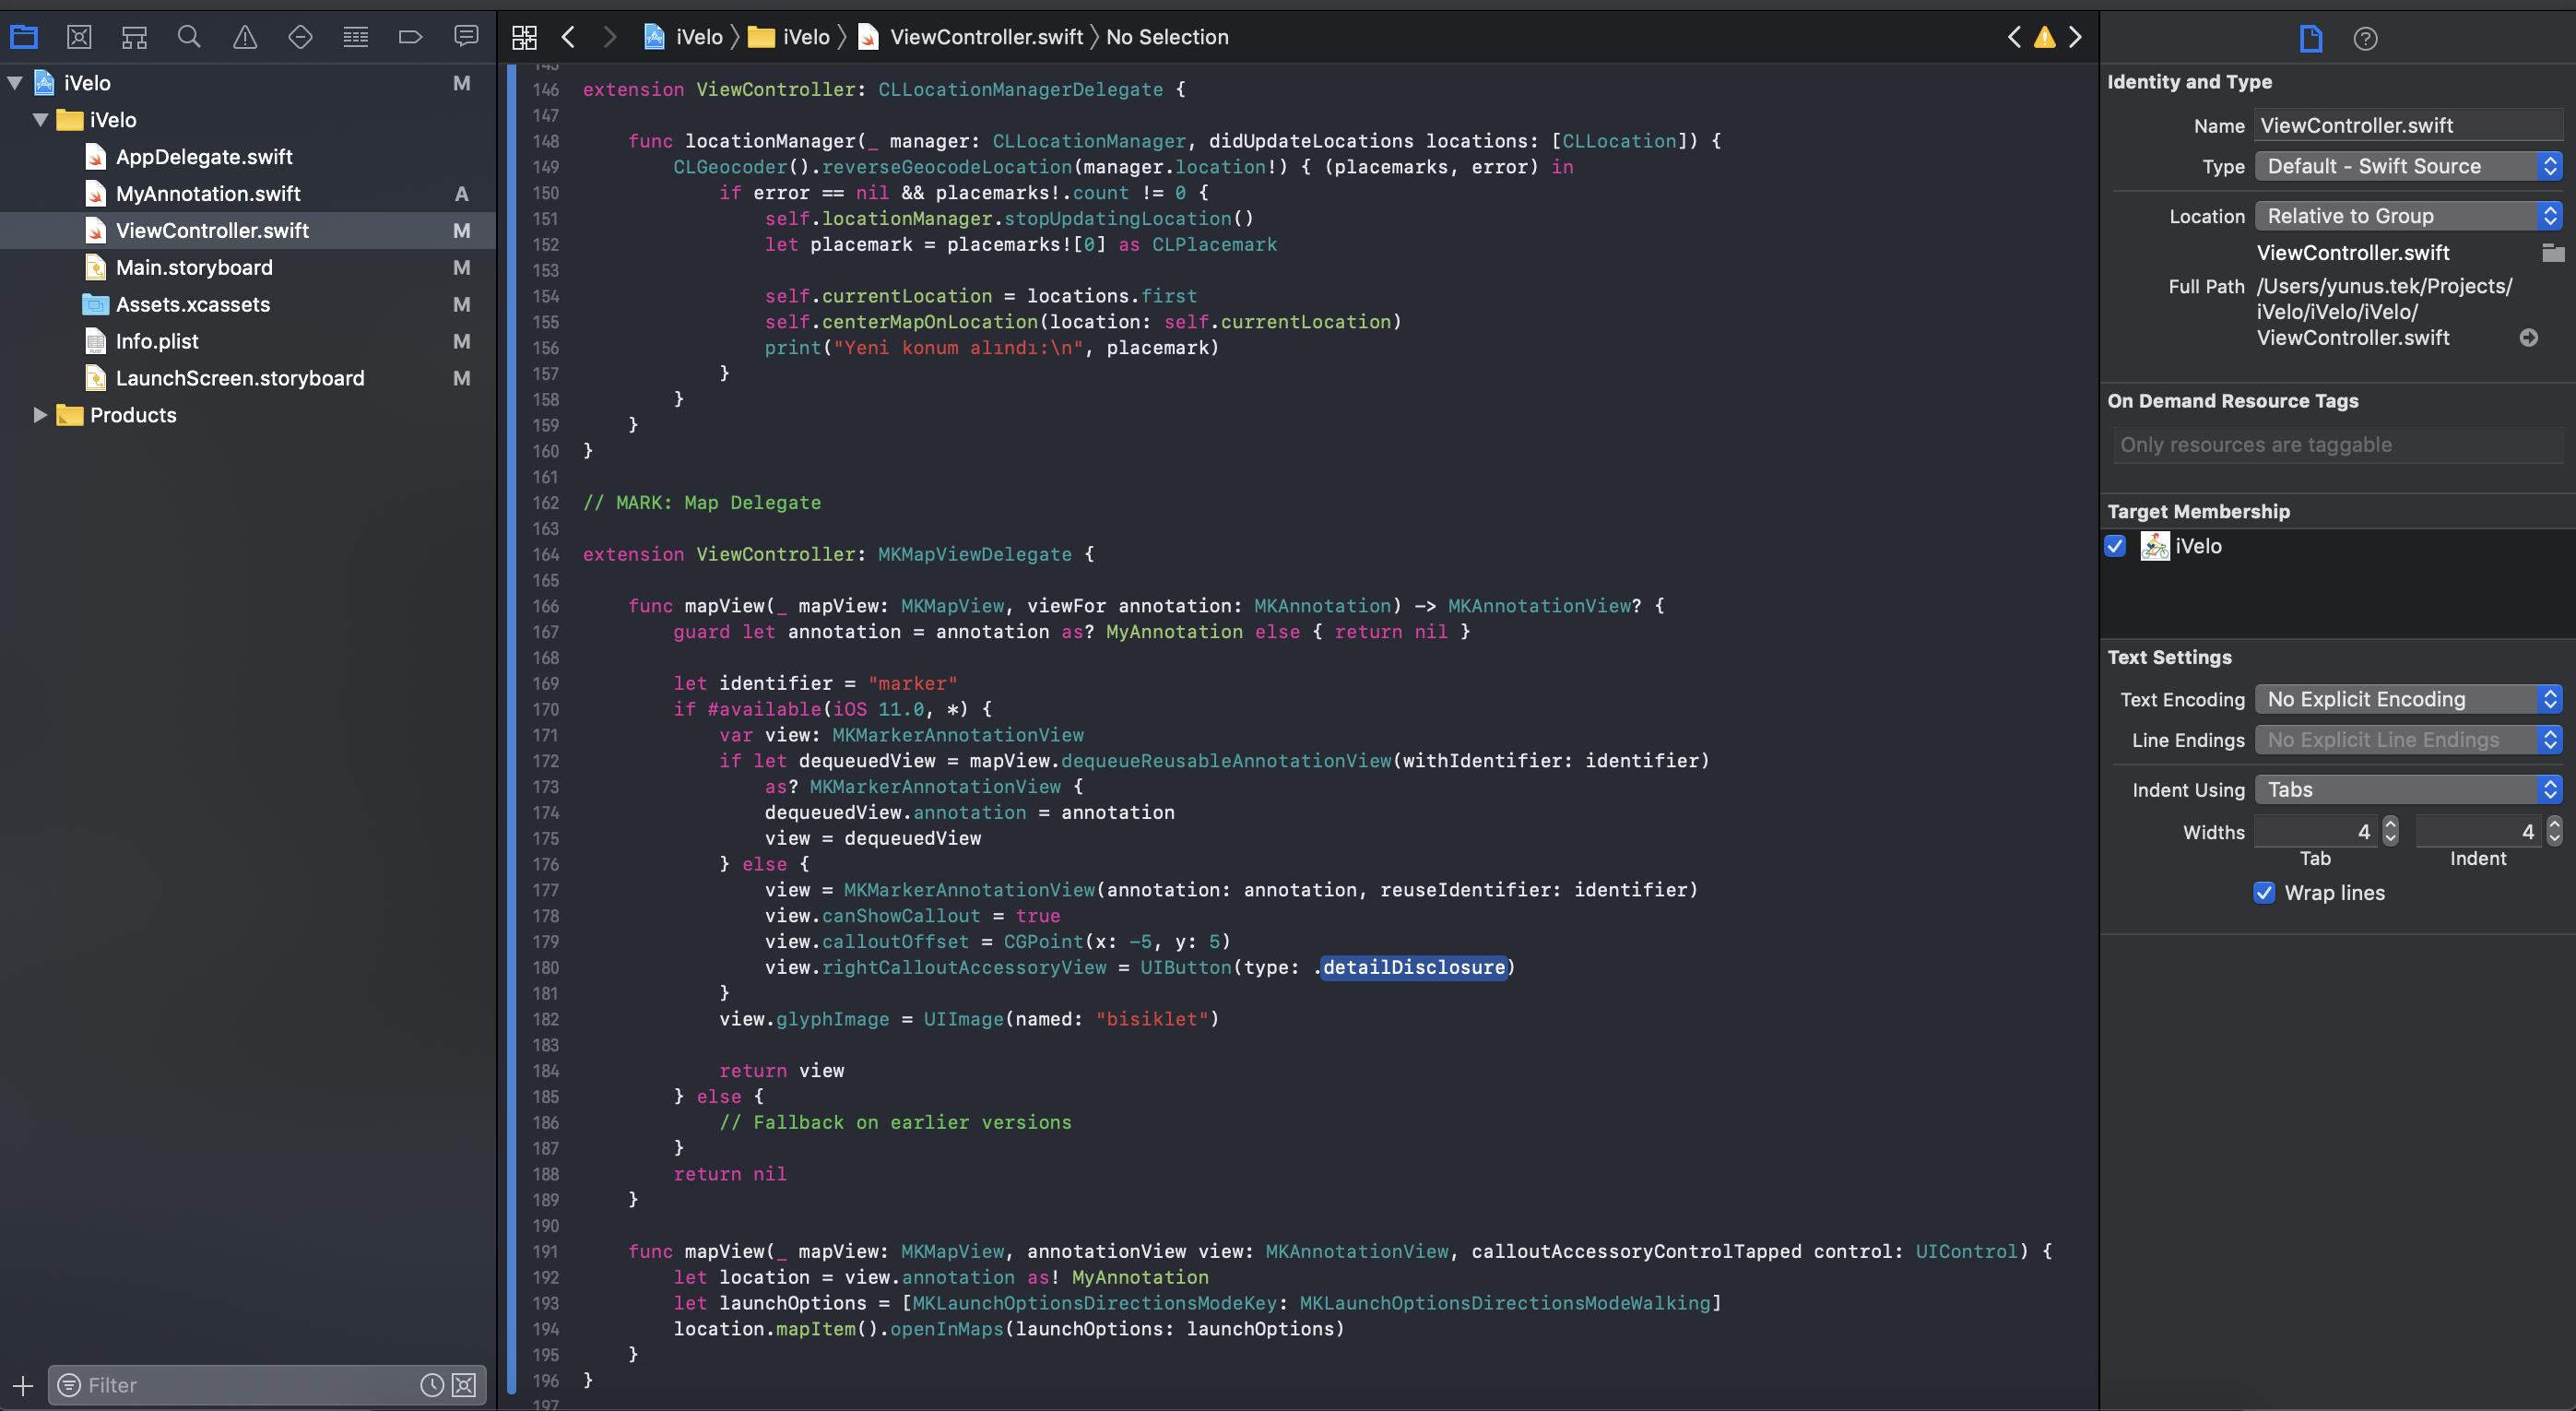 iVelo M
iVelo
AppDelegate.swift
MyAnnotation.swift A
ViewController.swift M
Main.storyboard M
Assets.xcassets M
Info.plist M
LaunchScreen.storyboard M
Products
Filter
iVelo 〉 iVelo 〉 ViewController.swift 〉 No Selection
145
146 extension ViewController: CLLocationManagerDelegate {
147
148 func locationManager(_ manager: CLLocationManager, didUpdateLocations locations: [CLLocation]) {
149 CLGeocoder().reverseGeocodeLocation(manager.location!) { (placemarks, error) in
150 if error == nil && placemarks!.count != 0 {
151 self.locationManager.stopUpdatingLocation()
152 let placemark = placemarks![0] as CLPlacemark
153
154 self.currentLocation = locations.first
155 self.centerMapOnLocation(location: self.currentLocation)
156 print("Yeni konum alındı:\n", placemark)
157 }
158 }
159 }
160 }
161
162 // MARK: Map Delegate
163
164 extension ViewController: MKMapViewDelegate {
165
166 func mapView(_ mapView: MKMapView, viewFor annotation: MKAnnotation) -> MKAnnotationView? {
167 guard let annotation = annotation as? MyAnnotation else { return nil }
168
169 let identifier = "marker"
170 if #available(iOS 11.0, *) {
171 var view: MKMarkerAnnotationView
172 if let dequeuedView = mapView.dequeueReusableAnnotationView(withIdentifier: identifier)
173 as? MKMarkerAnnotationView {
174 dequeuedView.annotation = annotation
175 view = dequeuedView
176 } else {
177 view = MKMarkerAnnotationView(annotation: annotation, reuseIdentifier: identifier)
178 view.canShowCallout = true
179 view.calloutOffset = CGPoint(x: -5, y: 5)
180 view.rightCalloutAccessoryView = UIButton(type: .detailDisclosure)
181 }
182 view.glyphImage = UIImage(named: "bisiklet")
183
184 return view
185 } else {
186 // Fallback on earlier versions
187 }
188 return nil
189 }
190
191 func mapView(_ mapView: MKMapView, annotationView view: MKAnnotationView, calloutAccessoryControlTapped control: UIControl) {
192 let location = view.annotation as! MyAnnotation
193 let launchOptions = [MKLaunchOptionsDirectionsModeKey: MKLaunchOptionsDirectionsModeWalking]
194 location.mapItem().openInMaps(launchOptions: launchOptions)
195 }
196 }
197
Identity and Type
Name ViewController.swift
Type Default - Swift Source
Location Relative to Group
ViewController.swift
Full Path /Users/yunus.tek/Projects/
iVelo/iVelo/iVelo/
ViewController.swift
On Demand Resource Tags
Only resources are taggable
Target Membership
iVelo
Text Settings
Text Encoding No Explicit Encoding
Line Endings No Explicit Line Endings
Indent Using Tabs
Widths 4 4
Tab Indent
Wrap lines